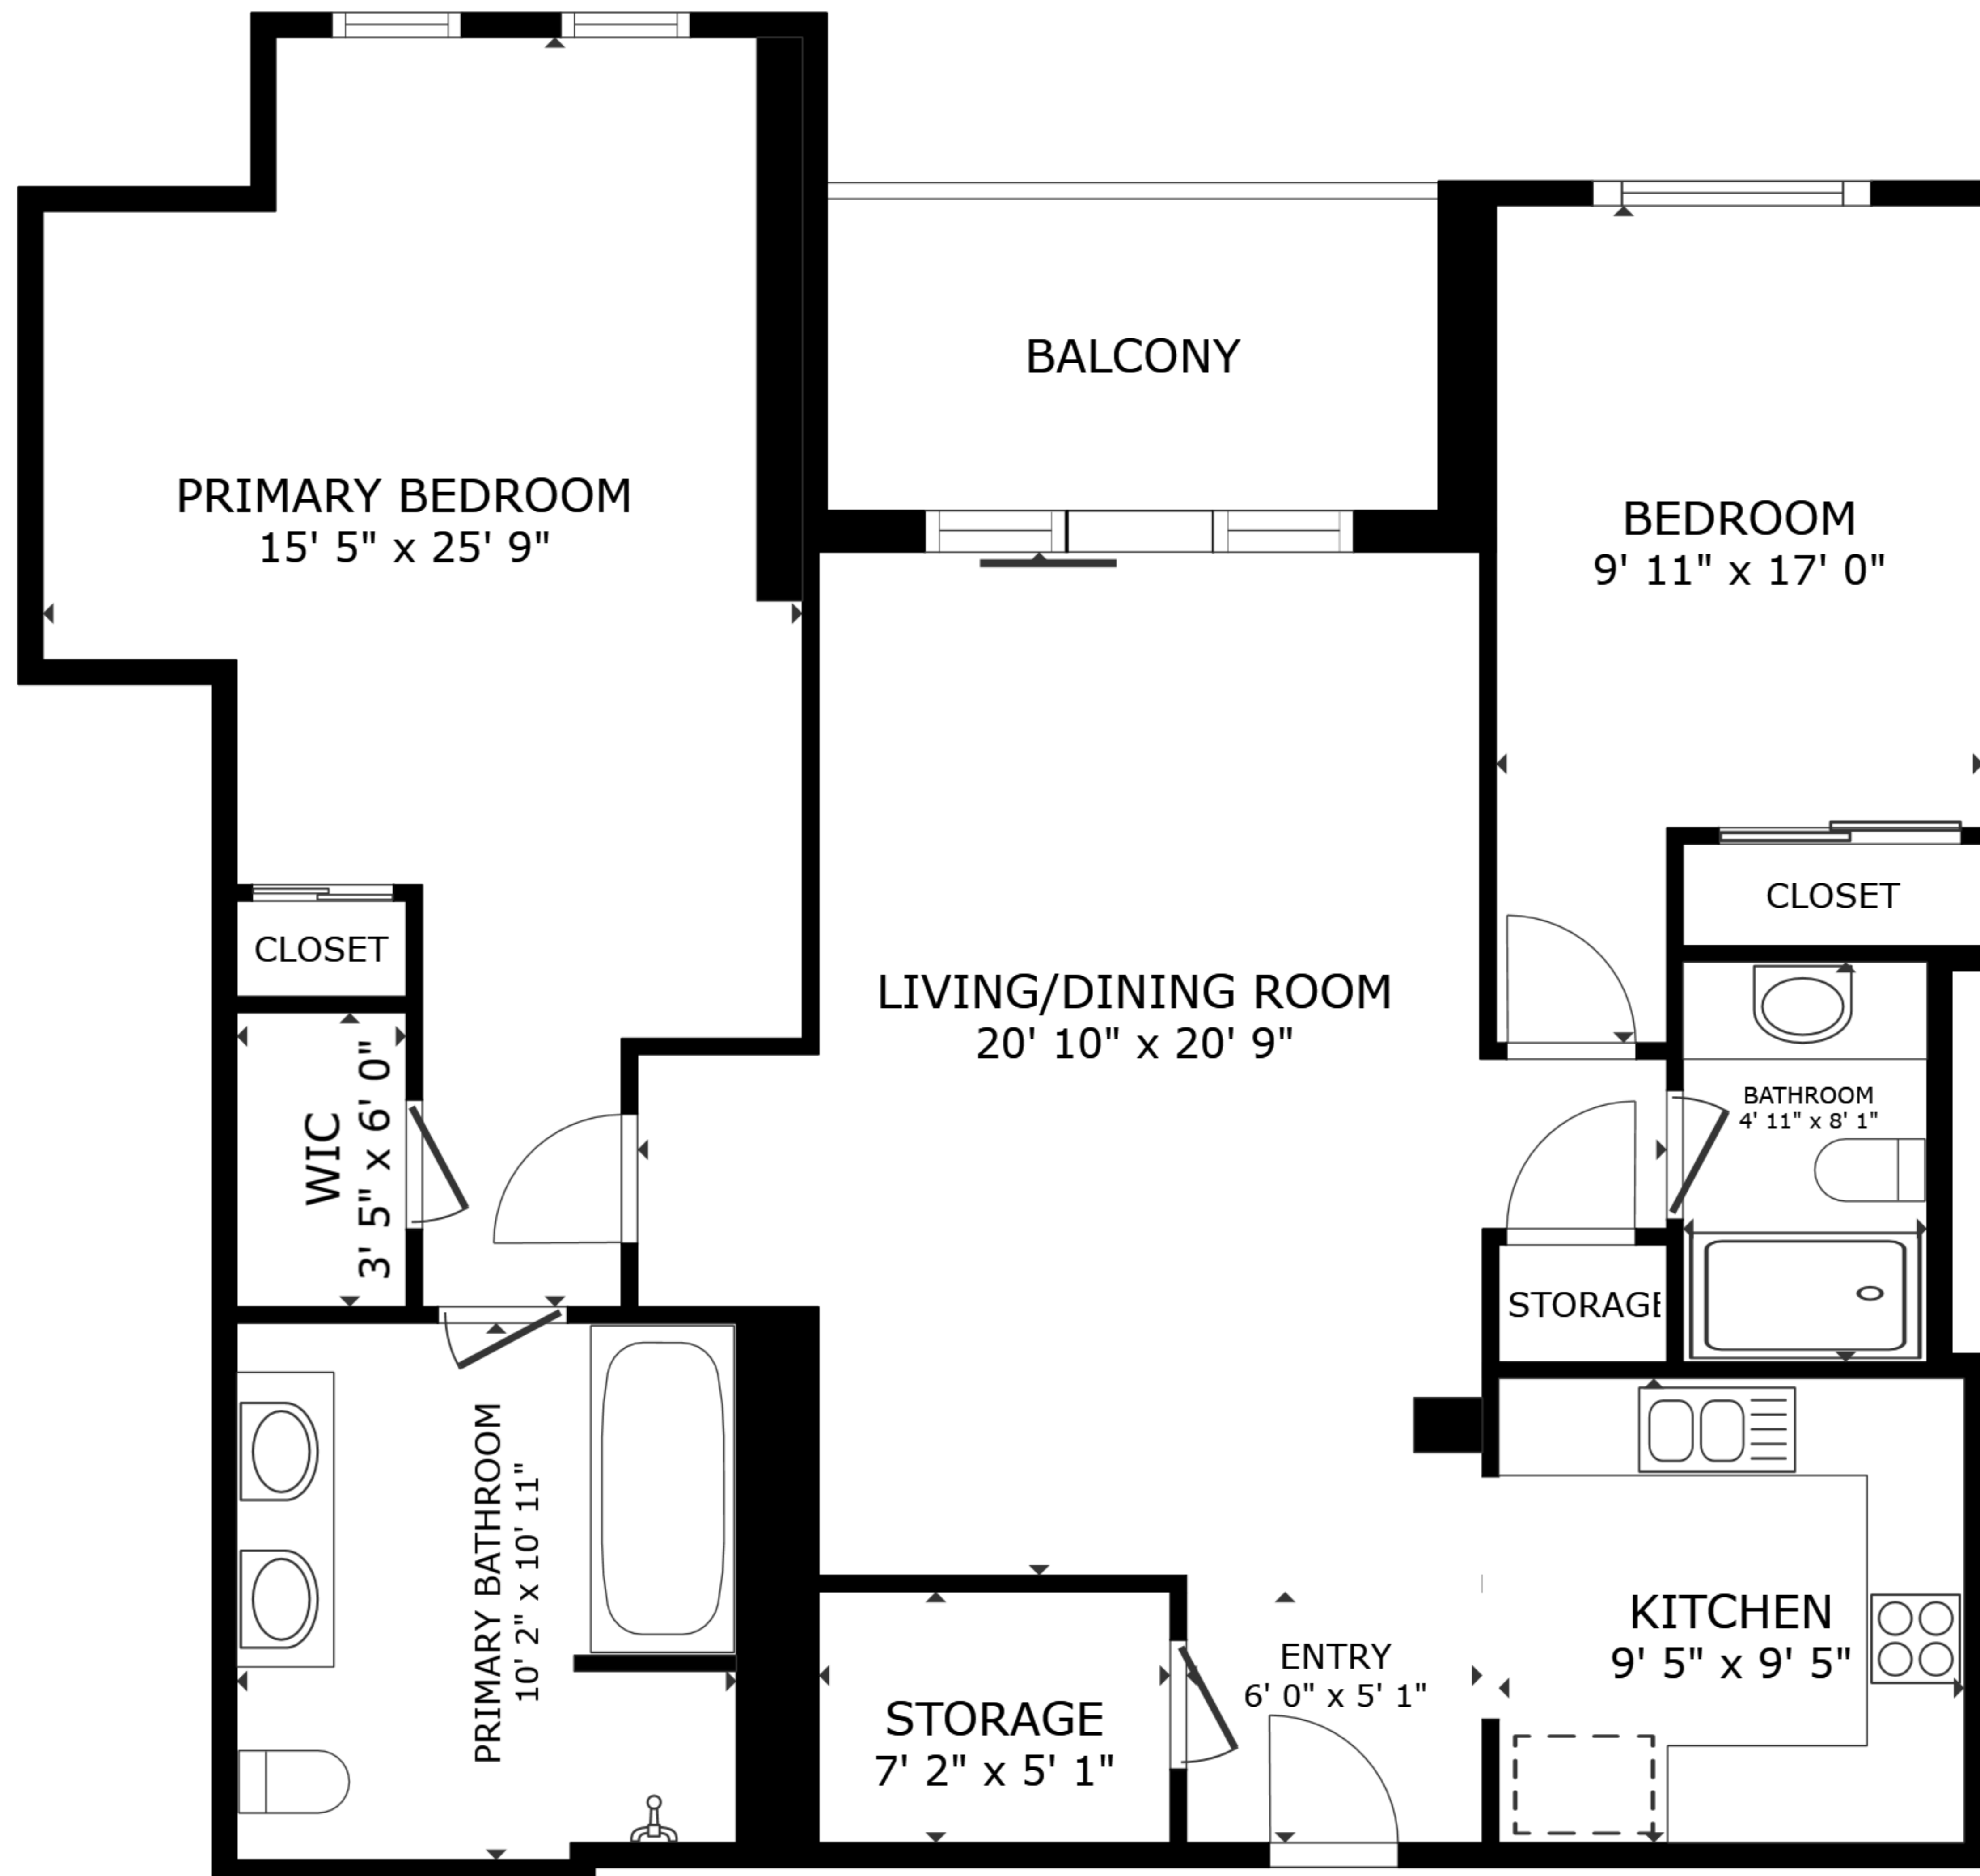 BALCONY
PRIMARY BEDROOM
15' 5" x 25' 9"
BEDROOM
9' 11" x 17' 0"
CLOSET
CLOSET
LIVING/DINING ROOM
20' 10" x 20' 9"
WIC
3' 5" x 6' 0"
BATHROOM
4' 11" x 8' 1"
STORAGE
PRIMARY BATHROOM
10' 2" x 10' 11"
KITCHEN
9' 5" x 9' 5"
ENTRY
6' 0" x 5' 1"
STORAGE
7' 2" x 5' 1"